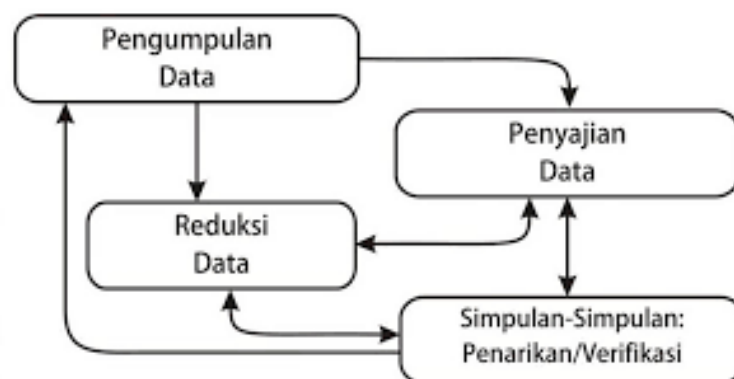 Pengumpulan
Data
Penyajian
Data
Reduksi
Data
Simpulan-Simpulan:
Penarikan/Verifikasi